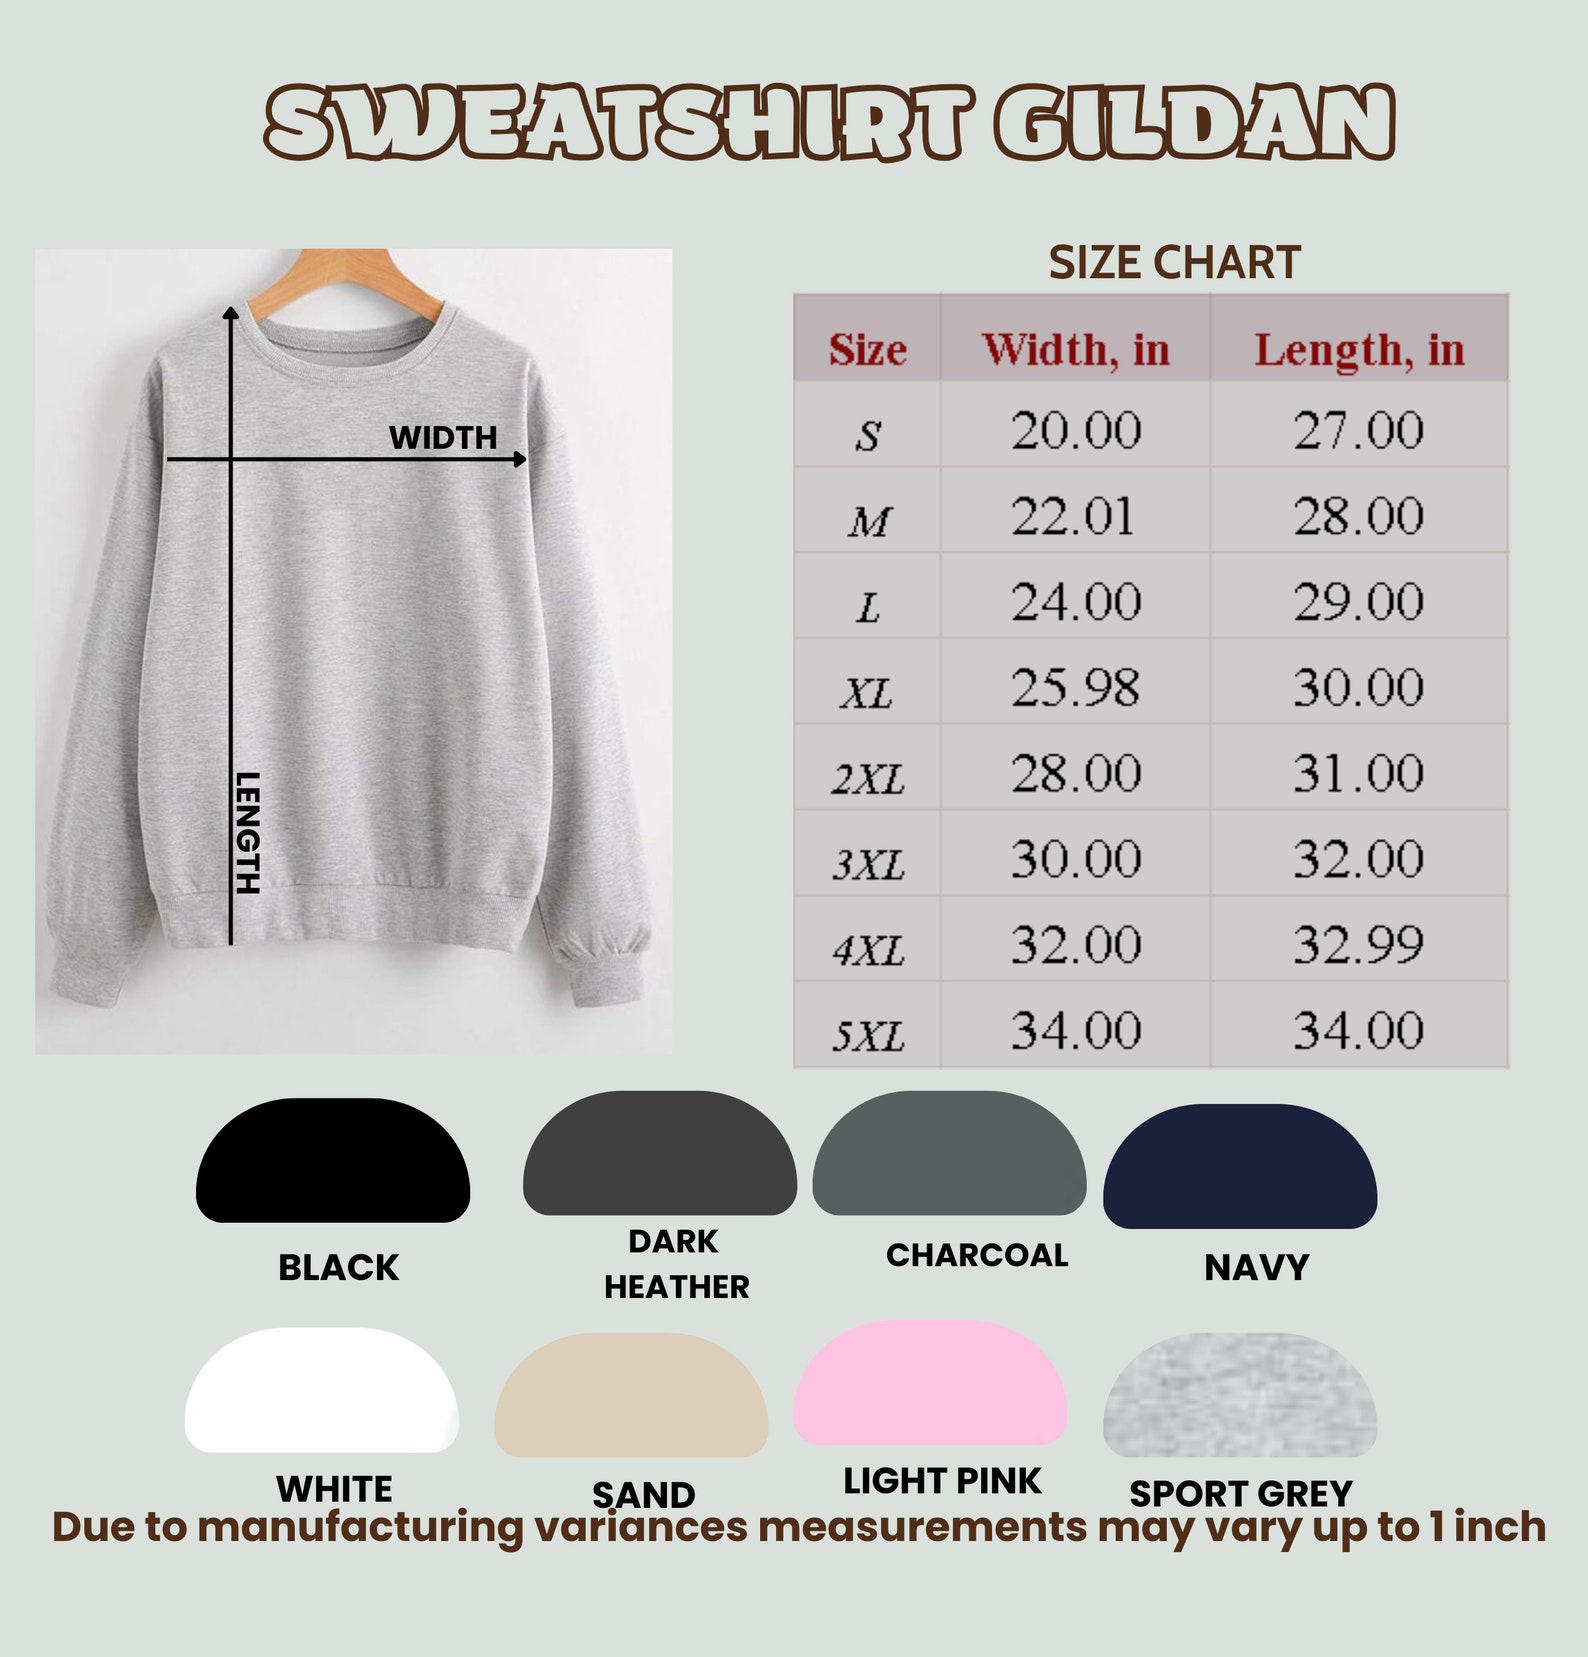 SWEATSHIRT GILDAN
SIZE CHART
WIDTH
LENGTH
Size Width, in Length, in
S 20.00 27.00
M 22.01 28.00
L 24.00 29.00
XL 25.98 30.00
2XL 28.00 31.00
3XL 30.00 32.00
4XL 32.00 32.99
5XL 34.00 34.00
BLACK
DARK
HEATHER
CHARCOAL
NAVY
WHITE
SAND
LIGHT PINK
SPORT GREY
Due to manufacturing variances measurements may vary up to 1 inch